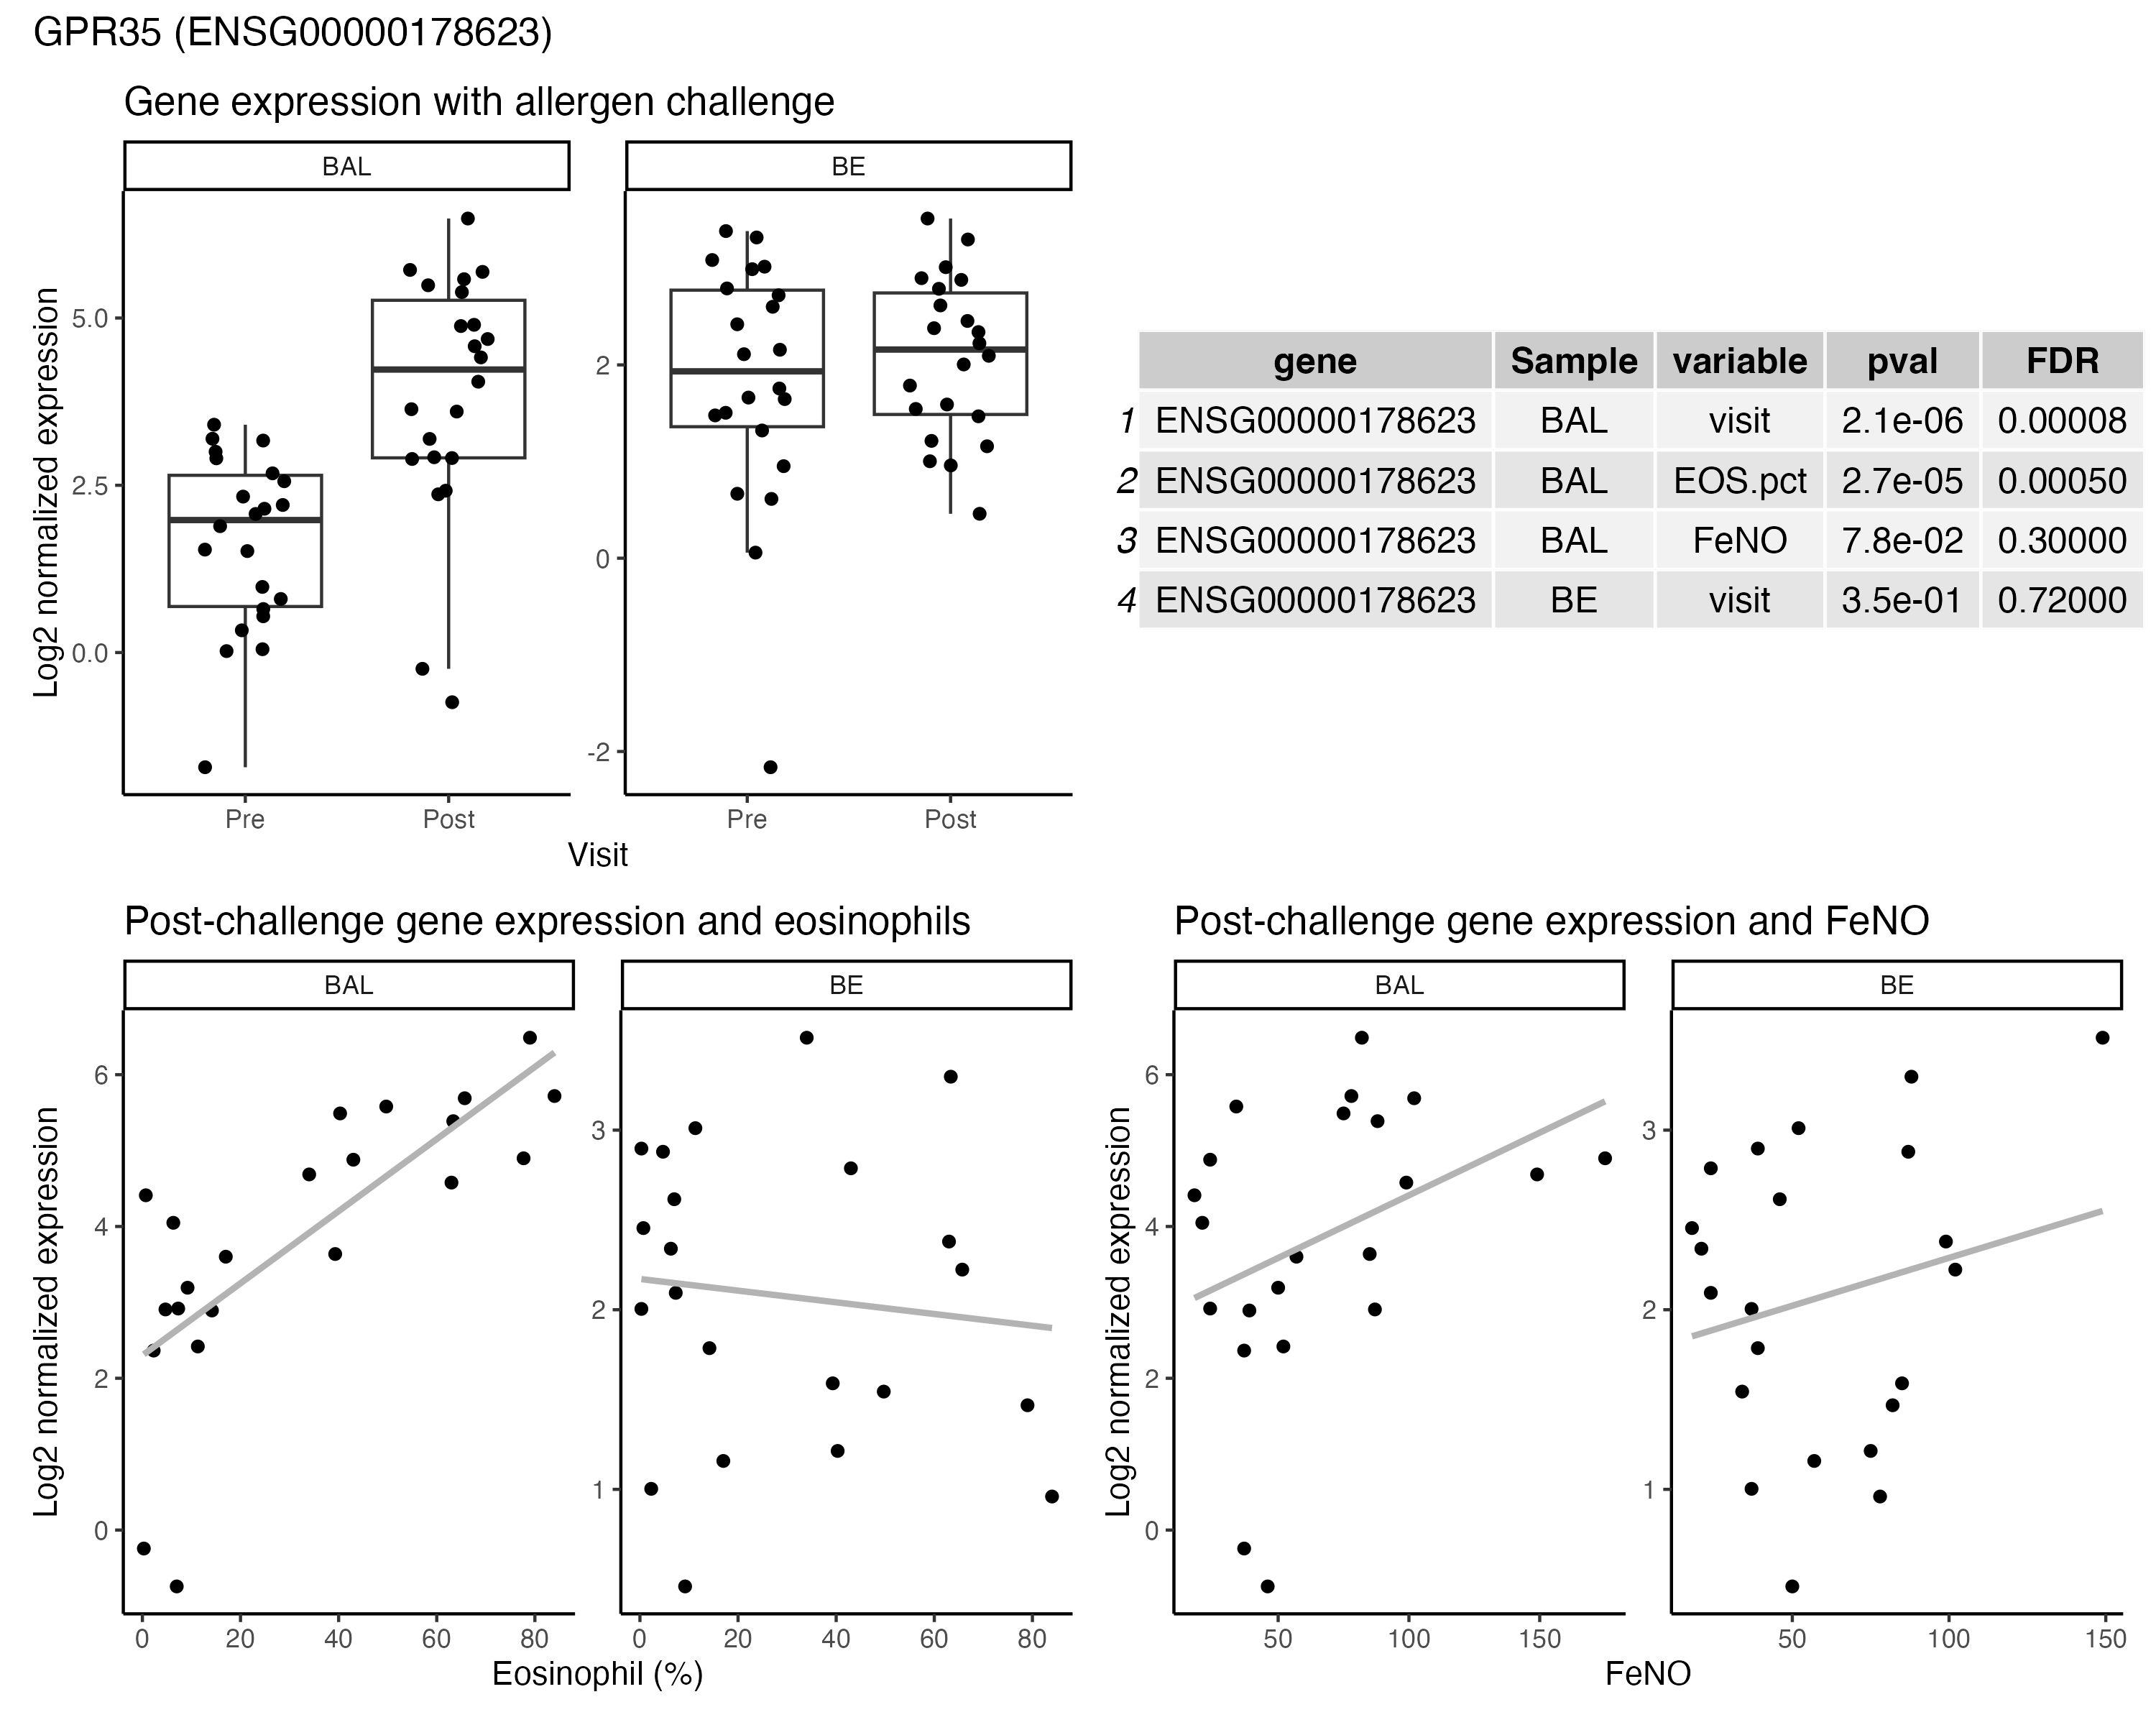 GPR35 (ENSG00000178623)
Gene expression with allergen challenge
BAL
BE
Log2 normalized expression
5.0
2.5
0.0
2
0
-2
Pre
Post
Pre
Post
Visit
gene Sample variable pval FDR
1 ENSG00000178623 BAL visit 2.1e-06 0.00008
2 ENSG00000178623 BAL EOS.pct 2.7e-05 0.00050
3 ENSG00000178623 BAL FeNO 7.8e-02 0.30000
4 ENSG00000178623 BE visit 3.5e-01 0.72000
Post-challenge gene expression and eosinophils
BAL
BE
Log2 normalized expression
6
4
2
0
3
2
1
0 20 40 60 80
0 20 40 60 80
Eosinophil (%)
Post-challenge gene expression and FeNO
BAL
BE
Log2 normalized expression
6
4
2
0
3
2
1
50 100 150
50 100 150
FeNO